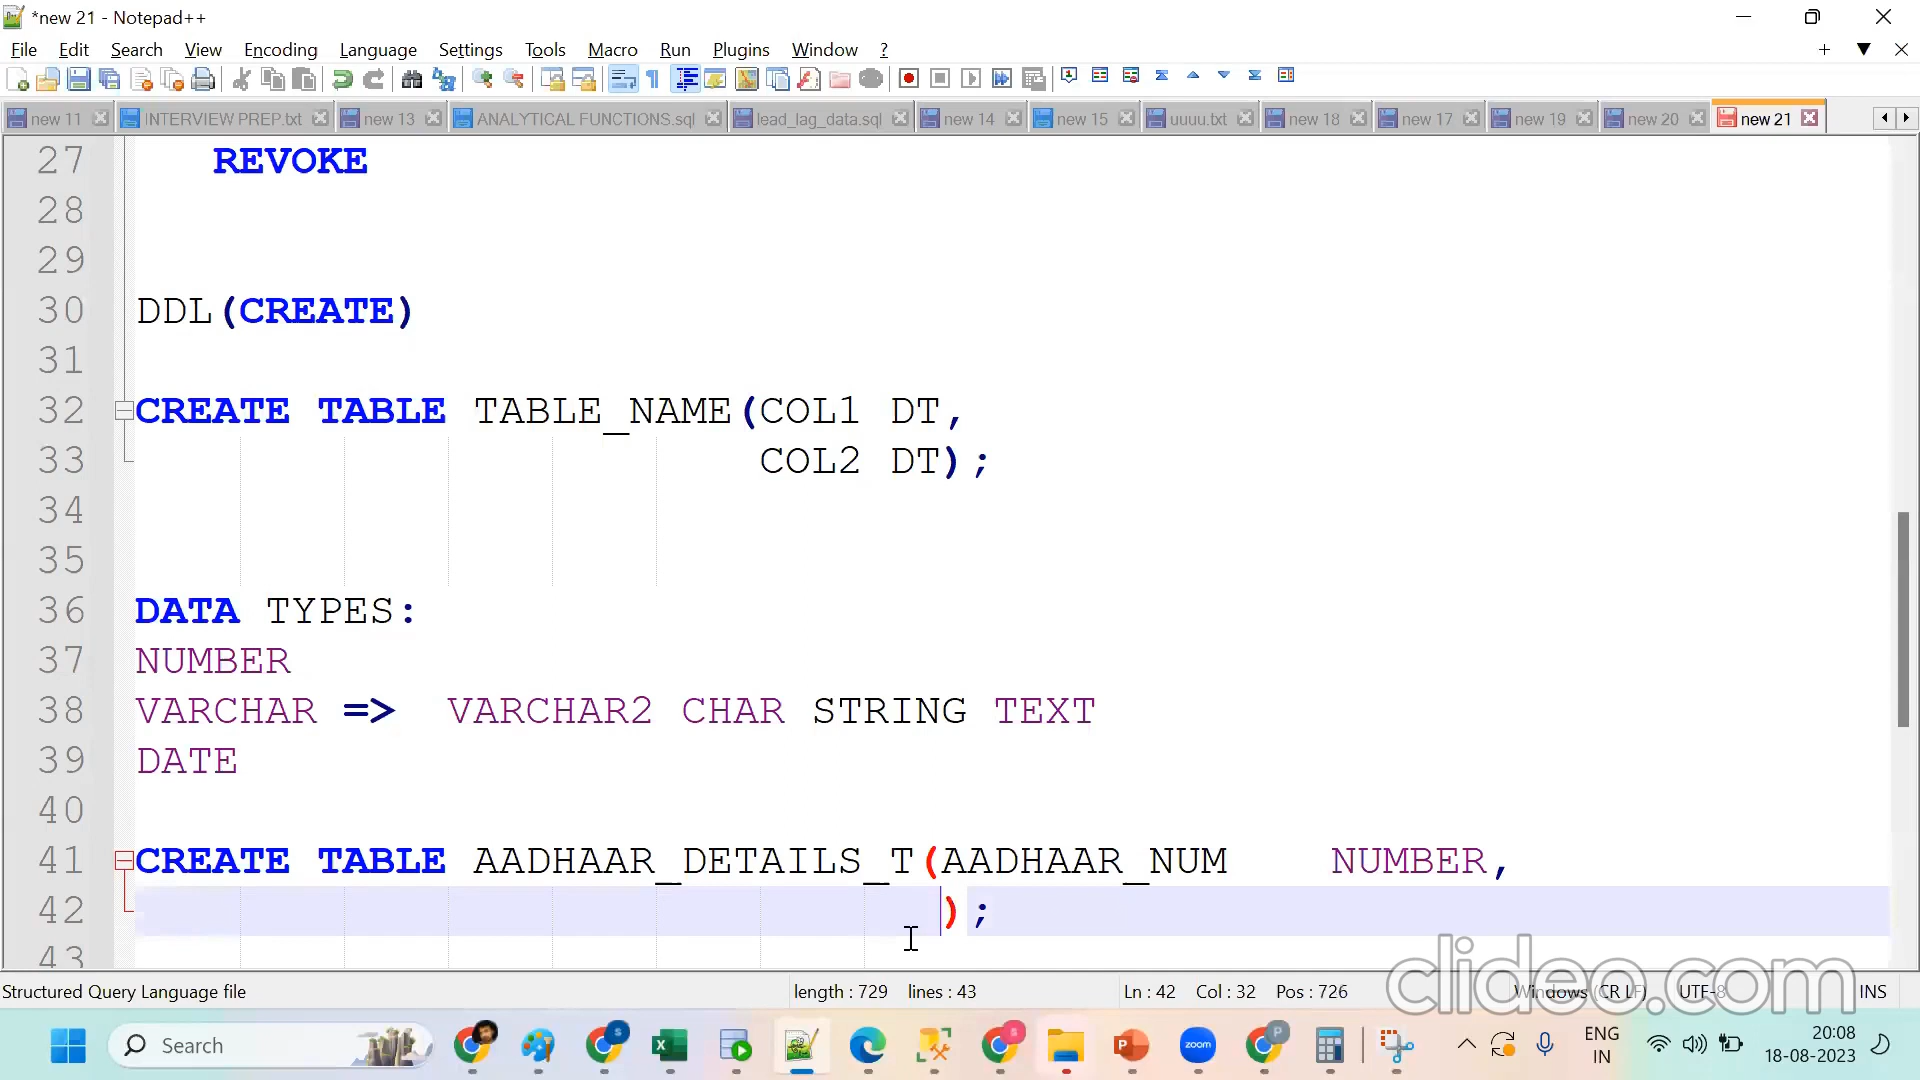 *new 21 - Notepad++
File Edit Search View Encoding Language Settings Tools Macro Run Plugins Window ?
new 11 INTERVIEW PREP.txt new 13 ANALYTICAL FUNCTIONS.sql lead_lag_data.sql new 14 new 15 uuuu.txt new 18 new 17 new 19 new 20 new 21
27 REVOKE
28
29
30 DDL(CREATE)
31
32 CREATE TABLE TABLE_NAME(COL1 DT,
33 COL2 DT);
34
35
36 DATA TYPES:
37 NUMBER
38 VARCHAR => VARCHAR2 CHAR STRING TEXT
39 DATE
40
41 CREATE TABLE AADHAAR_DETAILS_T(AADHAAR_NUM NUMBER,
42 );
43
clideo.com
Structured Query Language file length : 729 lines : 43 Ln : 42 Col : 32 Pos : 726 Windows (CR LF) UTF-8 INS
Search zoom ENG IN 20:08 18-08-2023